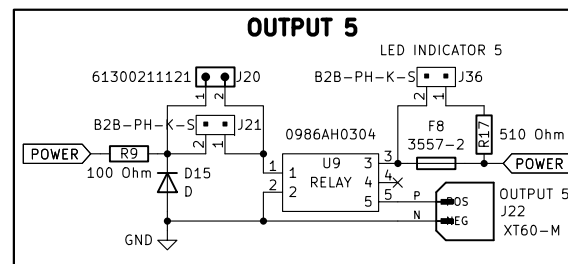 OUTPUT 5
LED INDICATOR 5
61300211121 J20
B2B-PH-K-S J36
1 2
2 1
B2B-PH-K-S J21
2 1
0986AH0304
F8
3557-2
R17
510 Ohm
POWER
R9
100 Ohm
D15
D
U9
RELAY
1 1
2 2
3 3
4 4
5 5
POWER
P
N
POS
NEG
OUTPUT 5
J22
XT60-M
GND